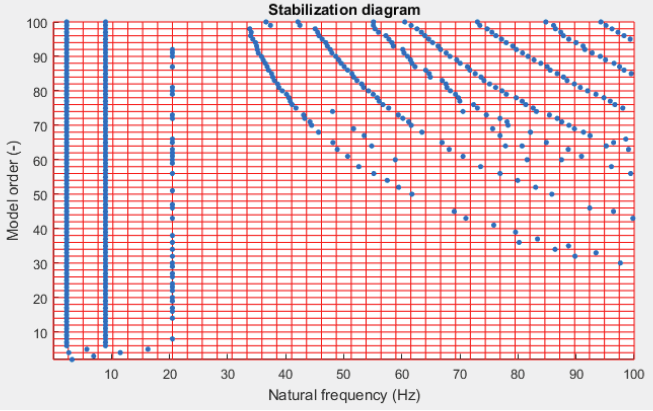 Stabilization diagram
100
90
80
70
60
50
40
30
20
10
Model order (-)
10 20 30 40 50 60 70 80 90 100
Natural frequency (Hz)